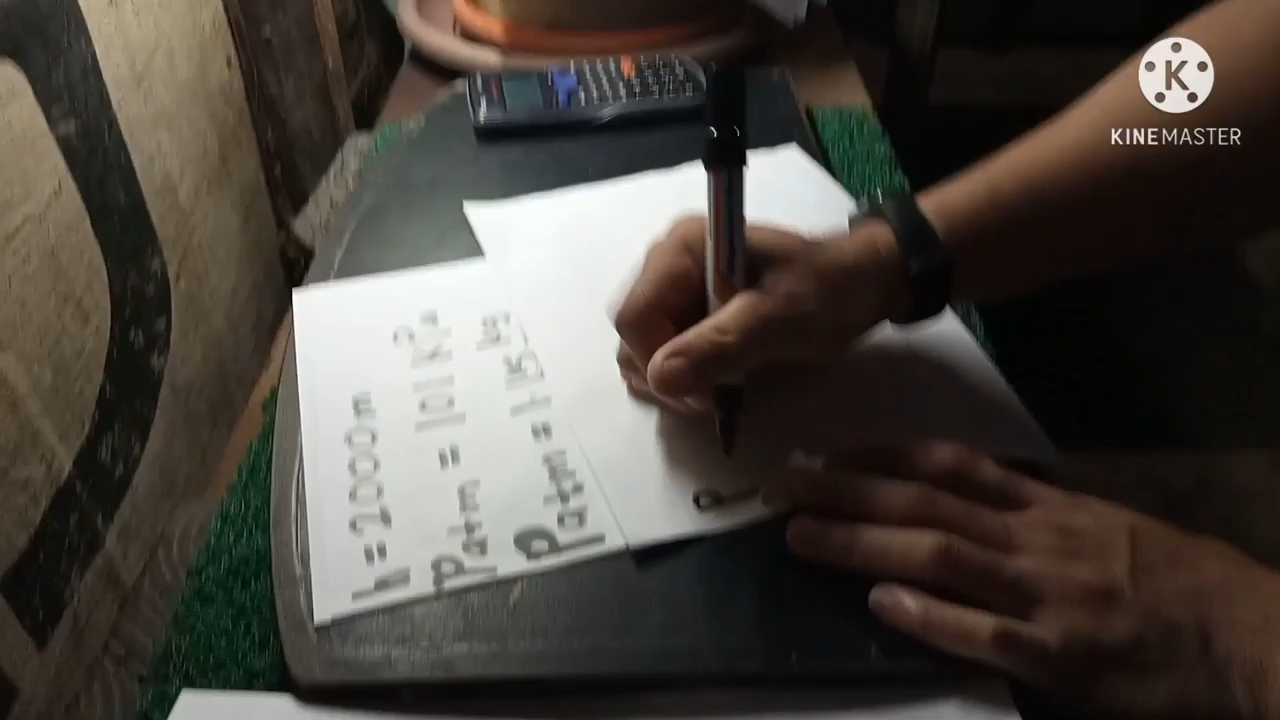 h = 2000m
Patm = 101 KPa
Patm = 1.15 kg
P
KINEMASTER